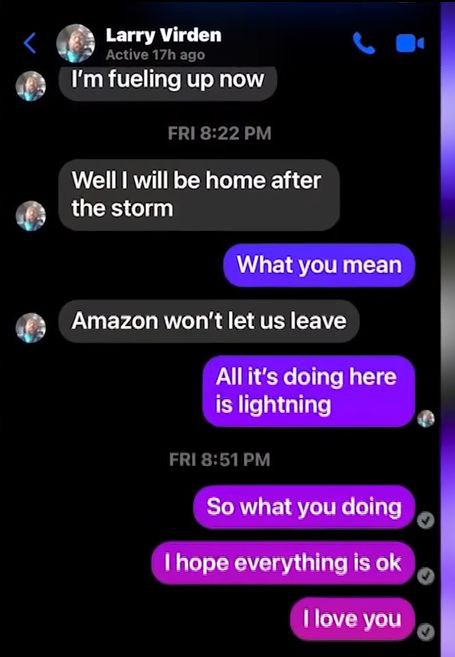 Larry Virden
Active 17h ago
I'm fueling up now
FRI 8:22 PM
Well I will be home after
the storm
What you mean
Amazon won't let us leave
All it's doing here
is lightning
FRI 8:51 PM
So what you doing
I hope everything is ok
I love you